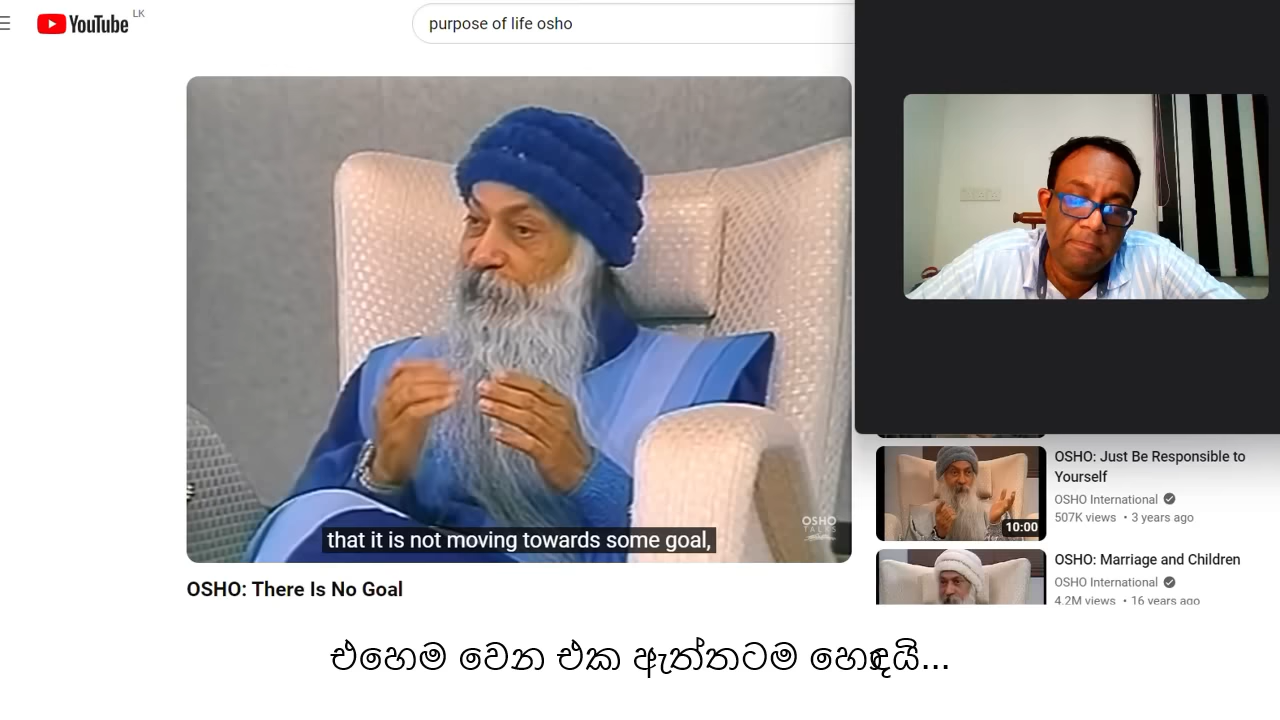 YouTube LK
purpose of life osho
OSHO
TALKS
that it is not moving towards some goal,
OSHO: There Is No Goal
10:00
OSHO: Just Be Responsible to
Yourself
OSHO International
507K views • 3 years ago
OSHO: Marriage and Children
OSHO International
4.2M views • 16 years ago
එහෙම වෙන එක ඇත්තටම හොඳයි...